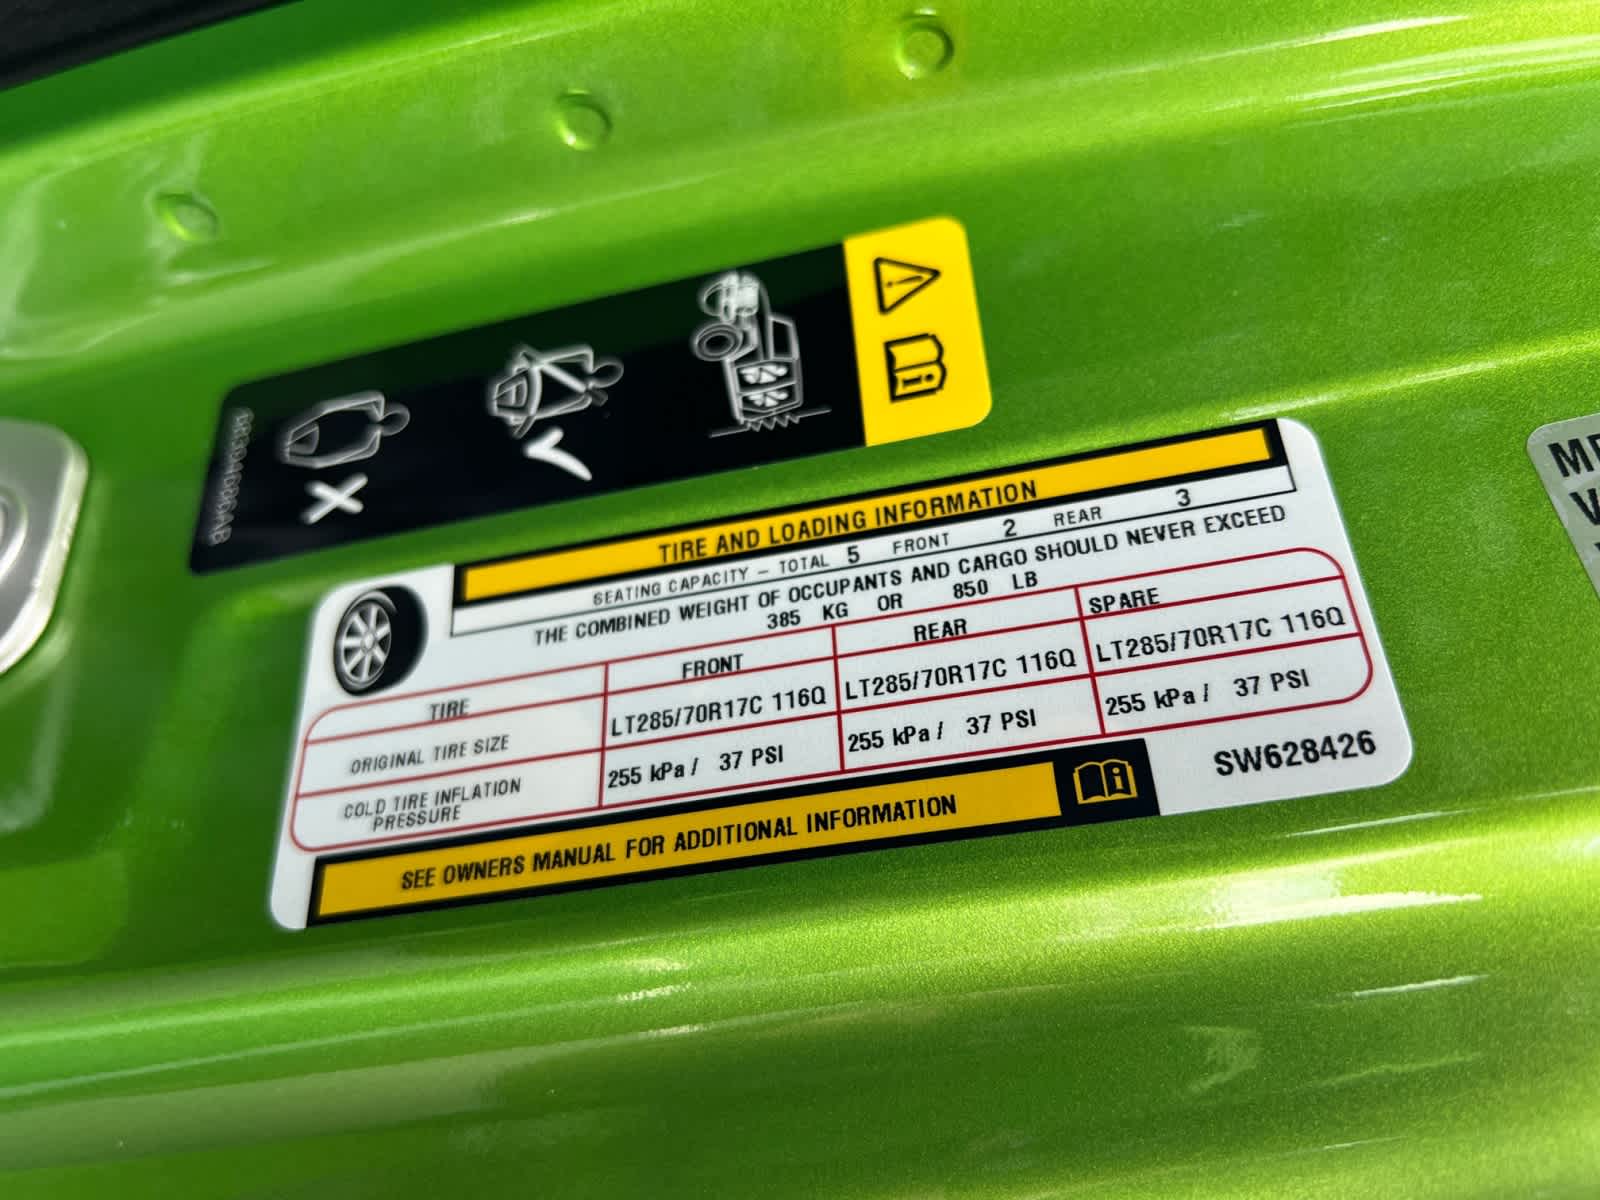 TIRE AND LOADING INFORMATION
SEATING CAPACITY – TOTAL 5 FRONT 2 REAR 3
THE COMBINED WEIGHT OF OCCUPANTS AND CARGO SHOULD NEVER EXCEED
385 KG OR 850 LB
TIRE FRONT REAR SPARE
ORIGINAL TIRE SIZE LT285/70R17C 116Q LT285/70R17C 116Q LT285/70R17C 116Q
COLD TIRE INFLATION
PRESSURE 255 kPa / 37 PSI 255 kPa / 37 PSI 255 kPa / 37 PSI
SEE OWNERS MANUAL FOR ADDITIONAL INFORMATION
SW628426